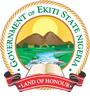 GOVERNMENT OF EKITI STATE NIGERIA
LAND OF HONOUR